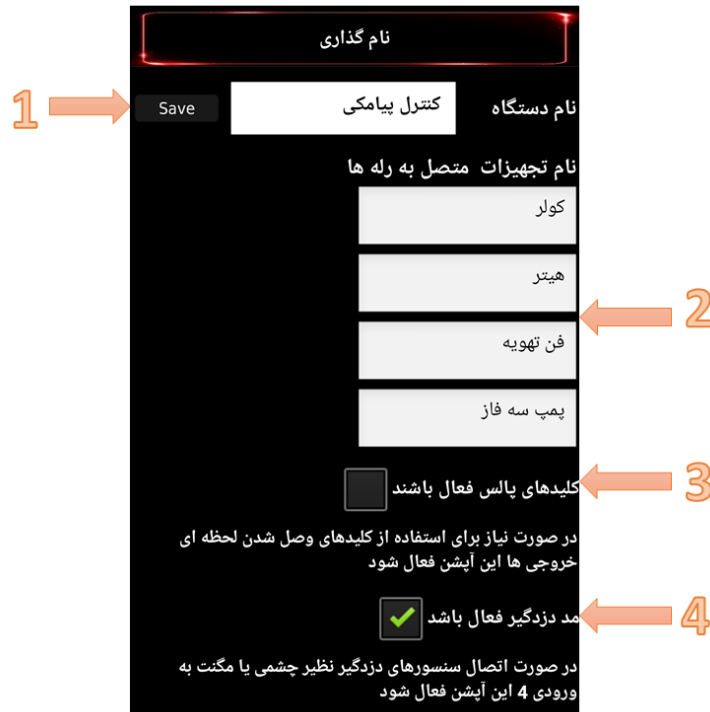 نام گذاری
1
نام دستگاه کنترل پیامکی Save
نام تجهیزات متصل به رله ها
کولر
هیتر
2
فن تهویه
پمپ سه فاز
3
کلیدهای پالس فعال باشند
در صورت نیاز برای استفاده از کلیدهای وصل شدن لحظه ای
خروجی ها این آپشن فعال شود
4
مد دزدگیر فعال باشد
در صورت اتصال سنسورهای دزدگیر نظیر چشمی یا مگنت به
ورودی 4 این آپشن فعال شود